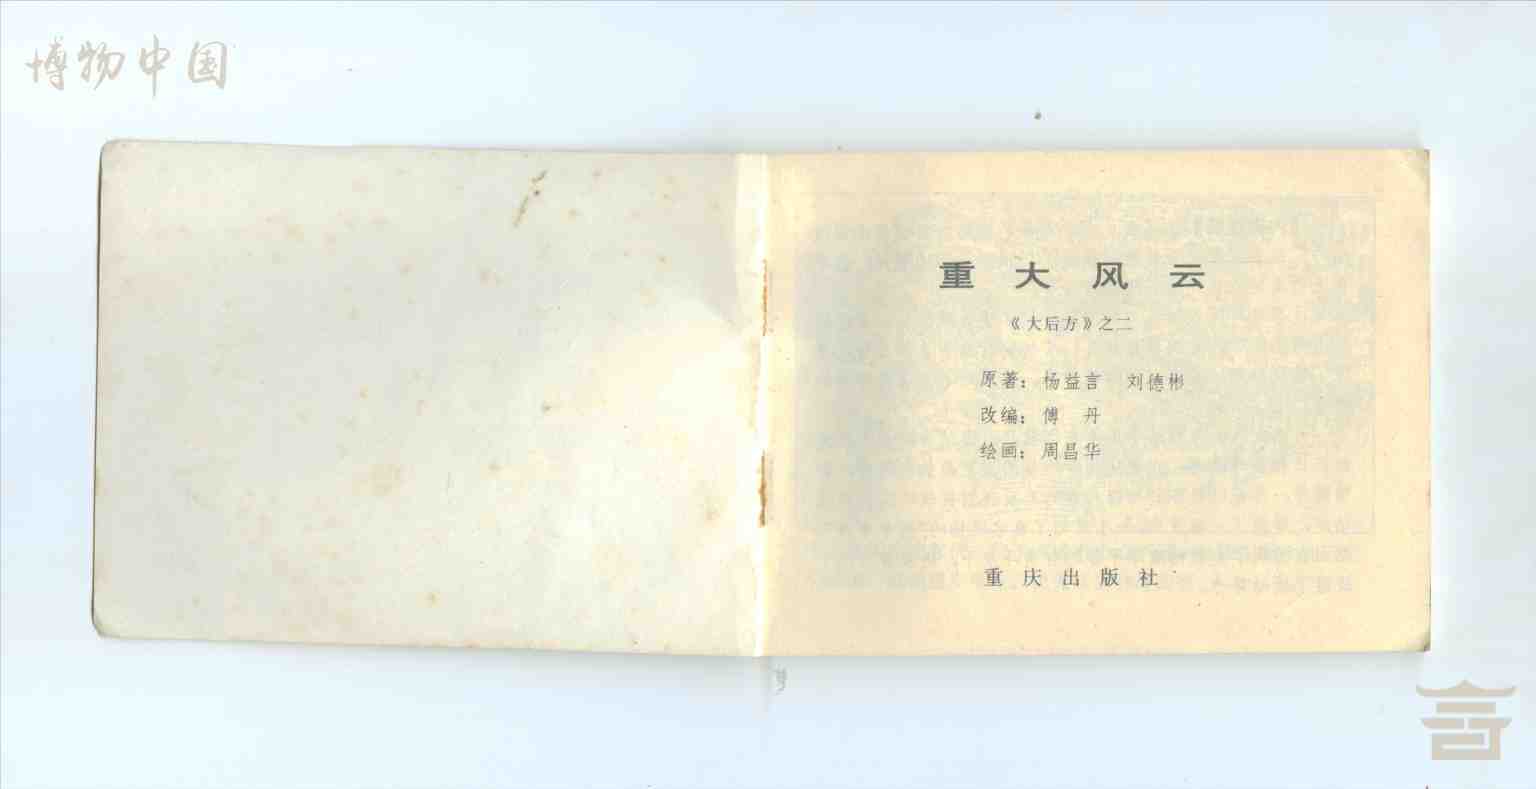 博物中国
重大风云
《大后方》之二
原著：杨益言 刘德彬
改编：傅丹
绘画：周昌华
重庆出版社